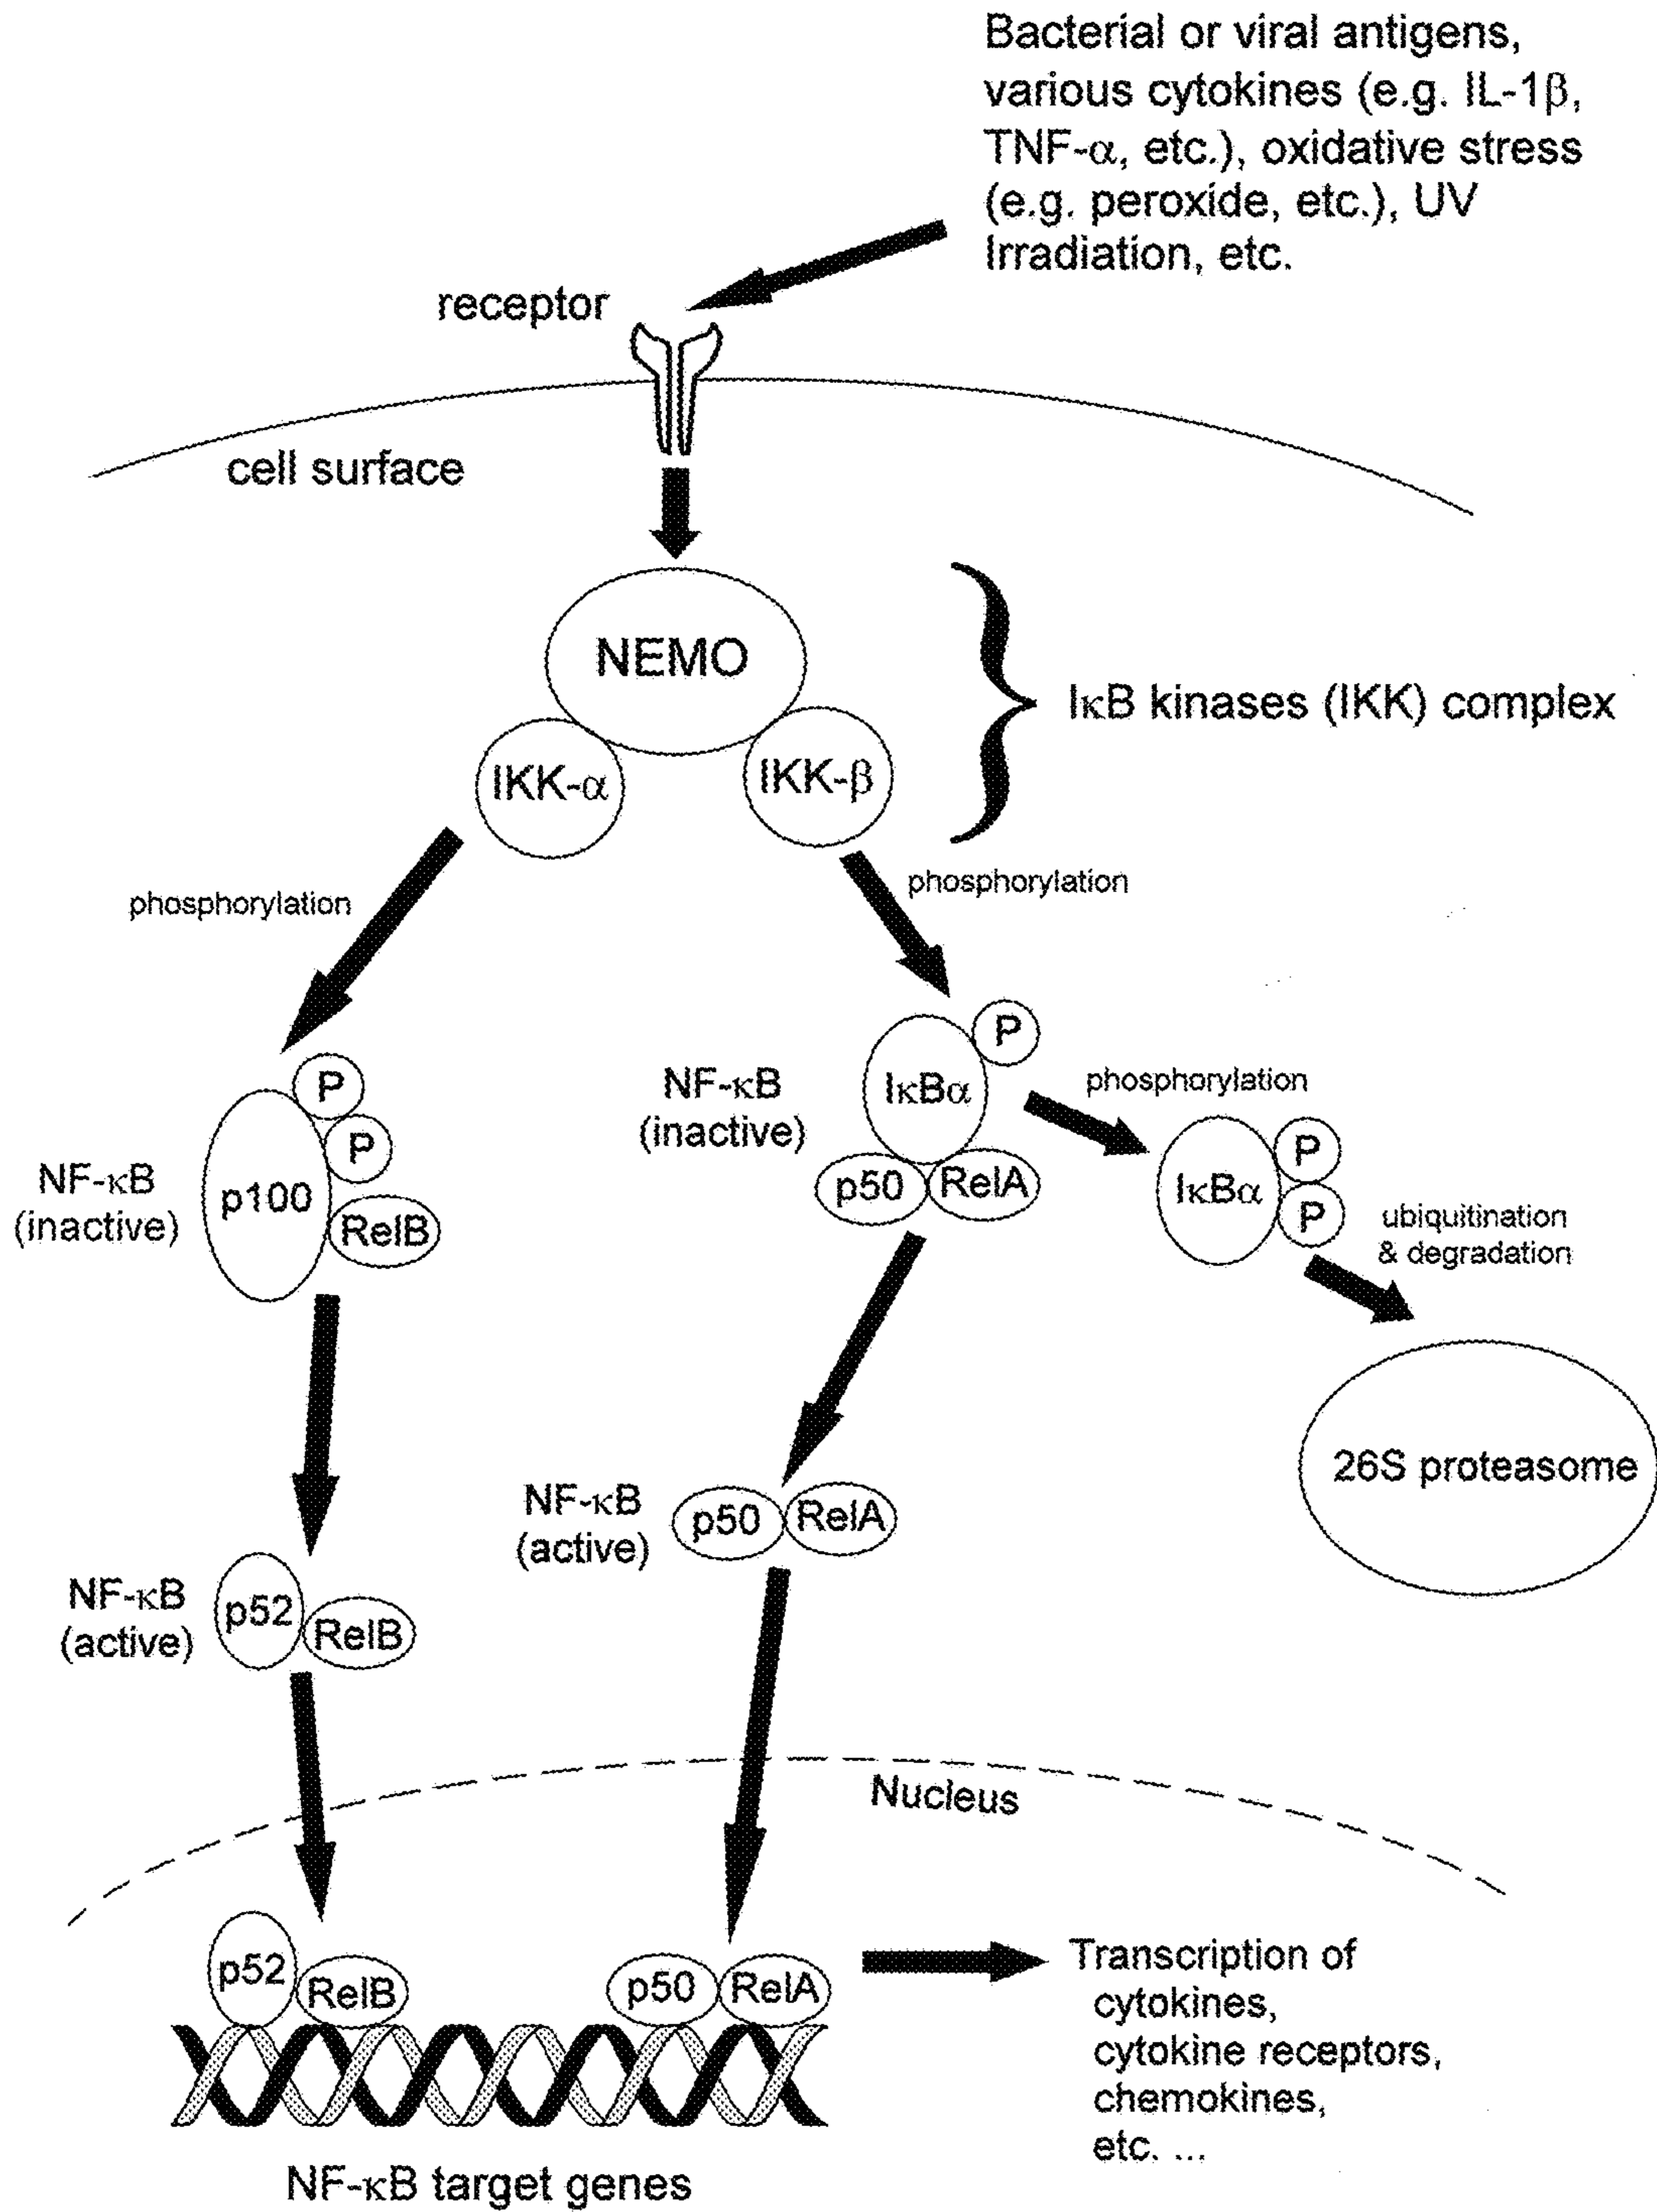 Bacterial or viral antigens,
various cytokines (e.g. IL-1β,
TNF-α, etc.), oxidative stress
(e.g. peroxide, etc.), UV
Irradiation, etc.
receptor
cell surface
NEMO
IKK-α
IKK-β
IκB kinases (IKK) complex
phosphorylation
phosphorylation
P
P
p100
RelB
NF-κB
(inactive)
NF-κB
(inactive)
P
IκBα
p50
RelA
phosphorylation
IκBα
P
P
ubiquitination
& degradation
26S proteasome
NF-κB
(active)
p50
RelA
NF-κB
(active)
p52
RelB
Nucleus
p52
RelB
p50
RelA
Transcription of
cytokines,
cytokine receptors,
chemokines,
etc. ...
NF-κB target genes